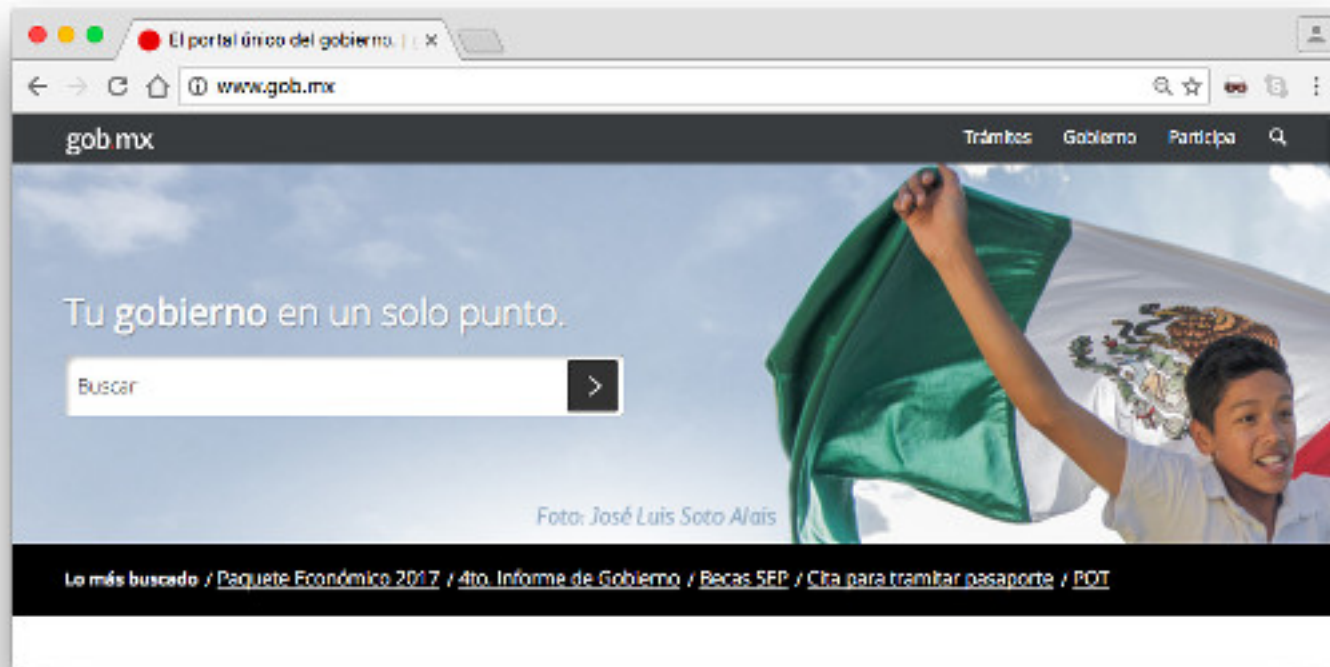 El portal único del gobierno. |
www.gob.mx
gob.mx
Trámites Gobierno Participa
Tu gobierno en un solo punto.
Buscar
Foto: José Luis Soto Alais
Lo más buscado / Paquete Económico 2017 / 4to. Informe de Gobierno / Becas SEP / Cita para tramitar pasaporte / POT